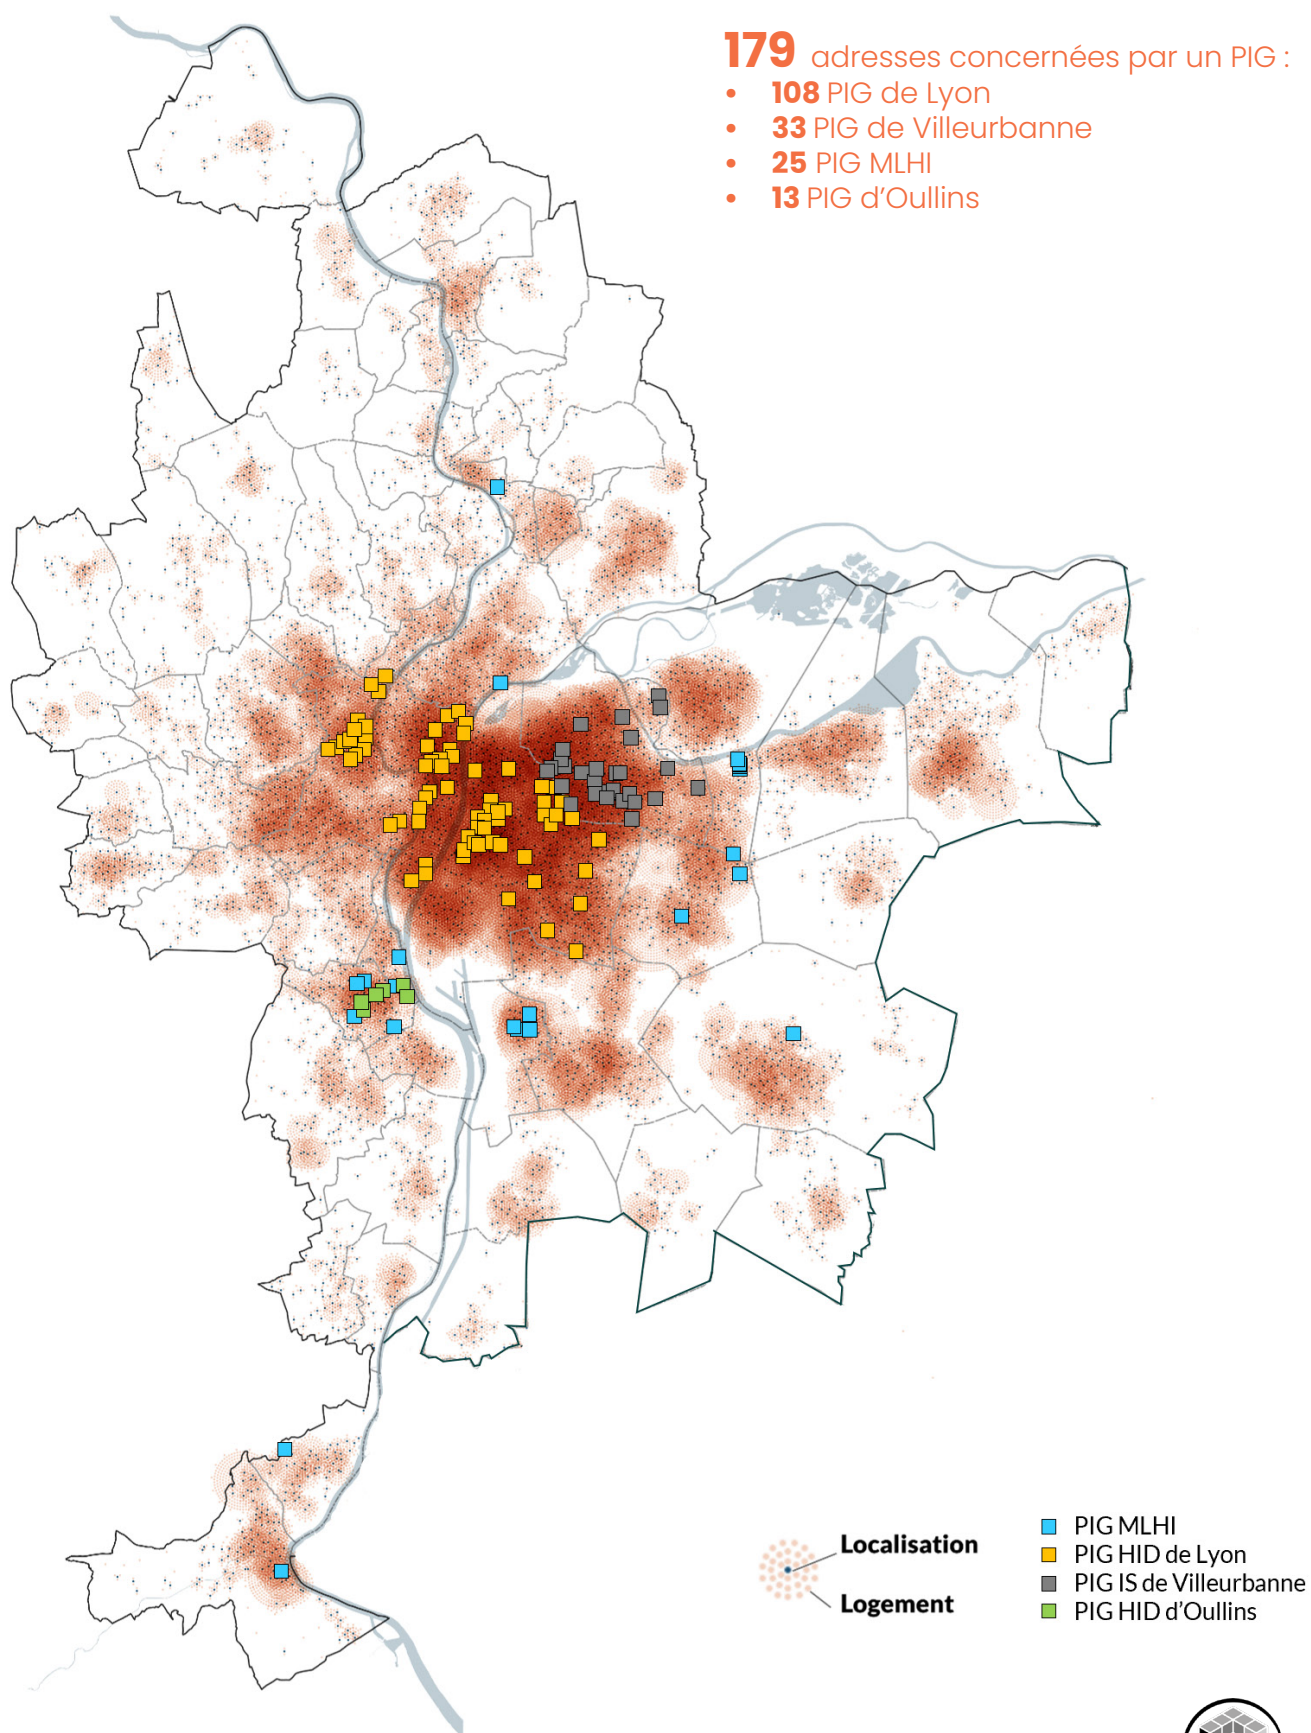 179 adresses concernées par un PIG :
• 108 PIG de Lyon
• 33 PIG de Villeurbanne
• 25 PIG MLHI
• 13 PIG d’Oullins
Localisation
Logement
PIG MLHI
PIG HID de Lyon
PIG IS de Villeurbanne
PIG HID d’Oullins